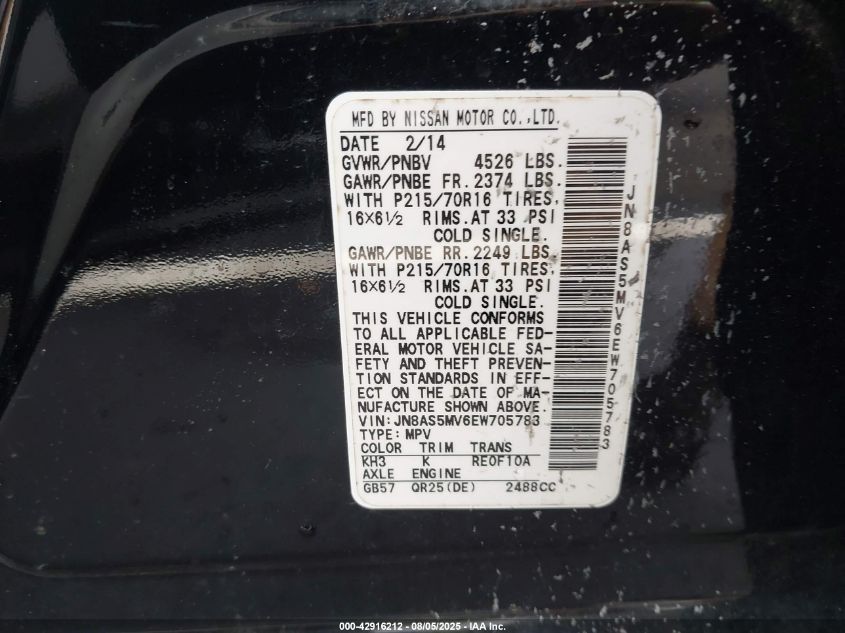 MFD BY NISSAN MOTOR CO.,LTD.
DATE 2/14
GVWR/PNBV 4526 LBS.
GAWR/PNBE FR. 2374 LBS.
WITH P215/70R16 TIRES,
16×6½ RIMS.AT 33 PSI
COLD SINGLE.
GAWR/PNBE RR. 2249 LBS.
WITH P215/70R16 TIRES,
16×6½ RIMS.AT 33 PSI
COLD SINGLE.
THIS VEHICLE CONFORMS
TO ALL APPLICABLE FED-
ERAL MOTOR VEHICLE SA-
FETY AND THEFT PREVEN-
TION STANDARDS IN EFF-
ECT ON THE DATE OF MA-
NUFACTURE SHOWN ABOVE.
VIN:JN8AS5MV6EW705783
TYPE:MPV
COLOR TRIM TRANS
KH3 K RE0F10A
AXLE ENGINE
GB57 QR25(DE) 2488CC
JN8AS5MV6EW705783
000-42916212 - 08/05/2025 - IAA Inc.